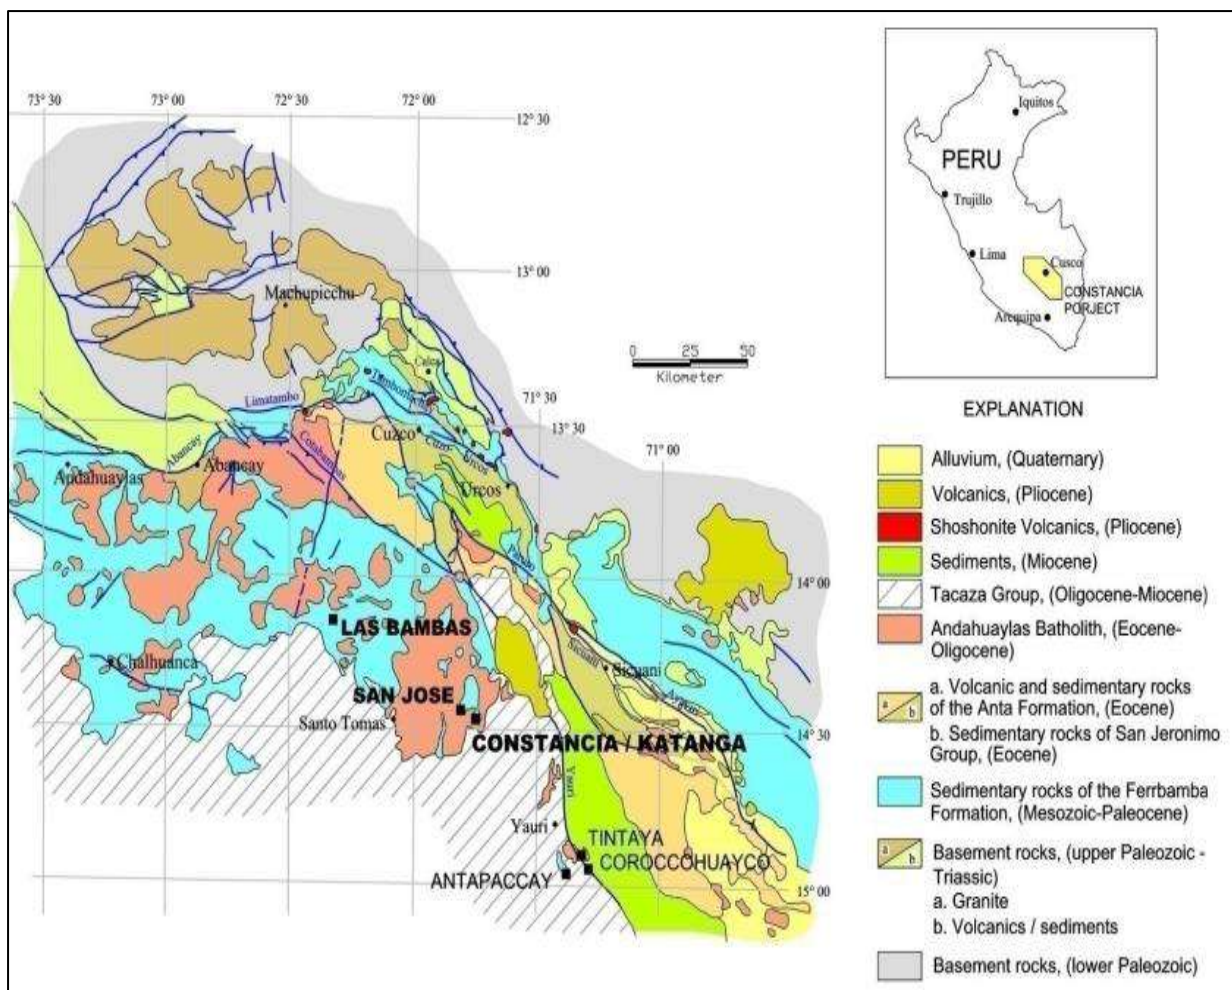 73° 30
73° 00
72° 30
72° 00
12° 30
13° 00
Machupicchu
Calca
Limatambo
71° 30
13° 30
Cuzco
Cuzo-
Urcos
71° 00
Abancay
Cotabambas
Andahuaylas
Abancay
Urcos
14° 00
LAS BAMBAS
Chalhuanca
Sicuani
Sicuani
SAN JOSE
Santo Tomas
14° 30
CONSTANCIA / KATANGA
Yauri
Yauri
TINTAYA
COROCCOHUAYCO
ANTAPACCAY
15° 00
0 25 50
Kilometer
Iquitos
PERU
Trujillo
Lima
Cusco
CONSTANCIA
PORJECT
Arequipa
EXPLANATION
Alluvium, (Quaternary)
Volcanics, (Pliocene)
Shoshonite Volcanics, (Pliocene)
Sediments, (Miocene)
Tacaza Group, (Oligocene-Miocene)
Andahuaylas Batholith, (Eocene-
Oligocene)
a b
a. Volcanic and sedimentary rocks
of the Anta Formation, (Eocene)
b. Sedimentary rocks of San Jeronimo
Group, (Eocene)
Sedimentary rocks of the Ferrbamba
Formation, (Mesozoic-Paleocene)
a b
Basement rocks, (upper Paleozoic -
Triassic)
a. Granite
b. Volcanics / sediments
Basement rocks, (lower Paleozoic)